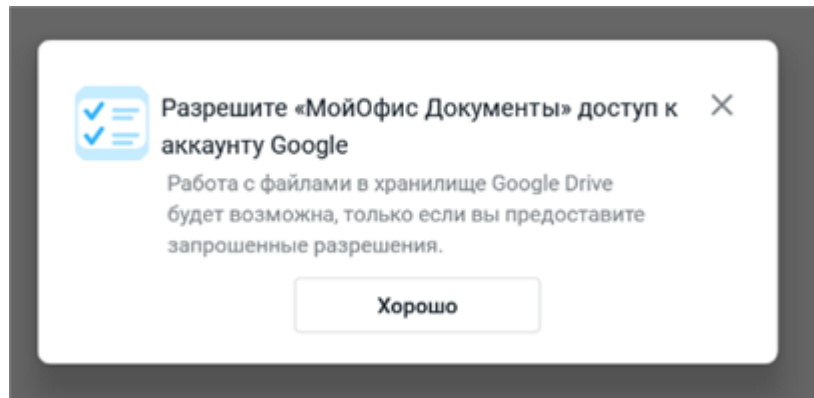 Разрешите «МойОфис Документы» доступ к
аккаунту Google
Работа с файлами в хранилище Google Drive
будет возможна, только если вы предоставите
запрошенные разрешения.
Хорошо